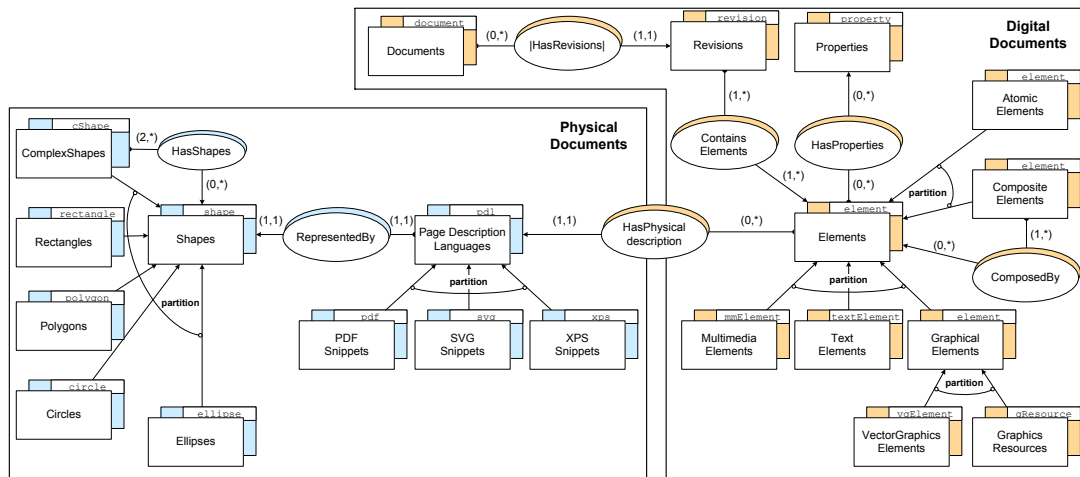 document
revision
property
Digital
Documents
Documents
(0,*)
|HasRevisions|
(1,1)
Revisions
Properties
(1,*)
(0,*)
element
Atomic
Elements
Physical
Documents
cShape
(2,*)
ComplexShapes
HasShapes
(0,*)
Contains
Elements
HasProperties
partition
element
Composite
Elements
(1,*)
(0,*)
rectangle
Rectangles
shape
Shapes
(1,1)
RepresentedBy
(1,1)
pdl
Page Description
Languages
(1,1)
HasPhysical
description
(0,*)
element
Elements
(0,*)
(1,*)
ComposedBy
partition
partition
partition
polygon
Polygons
pdf
PDF
Snippets
svg
SVG
Snippets
xps
XPS
Snippets
mmElement
Multimedia
Elements
textElement
Text
Elements
element
Graphical
Elements
partition
circle
Circles
ellipse
Ellipses
vgElement
VectorGraphics
Elements
gResource
Graphics
Resources